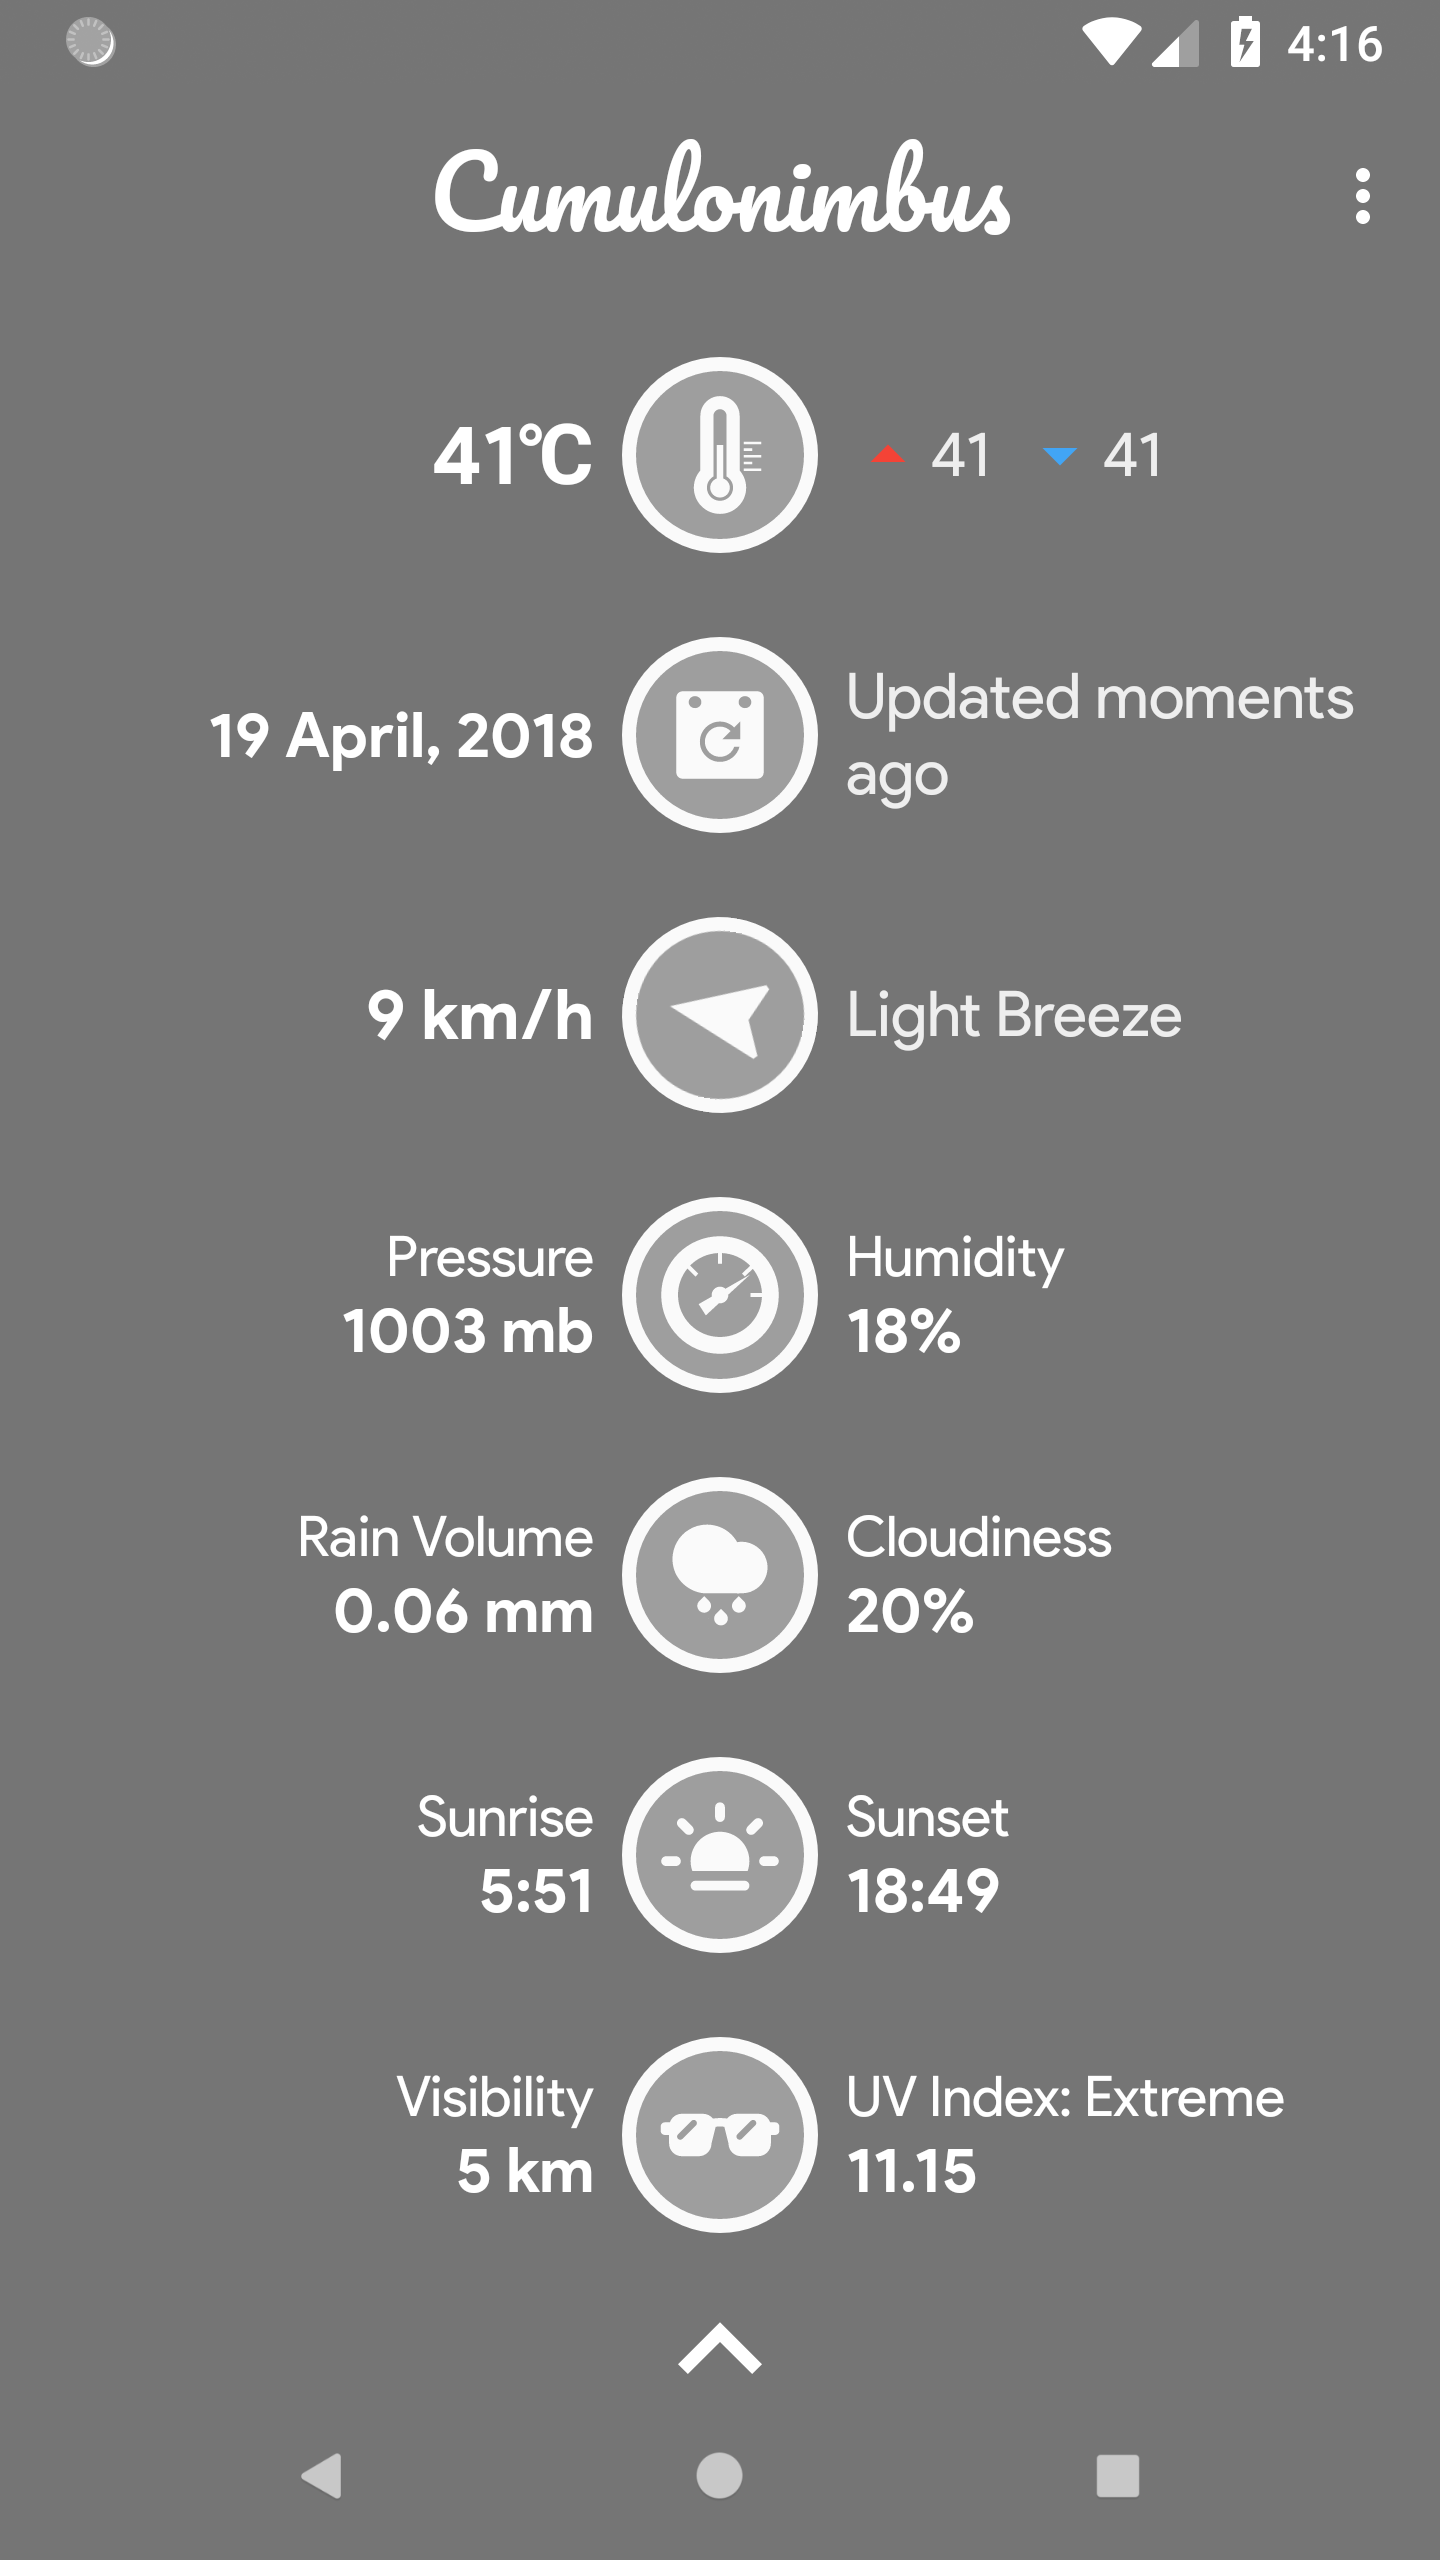 4:16
Cumulonimbus
41°C 41 41
19 April, 2018
Updated moments
ago
9 km/h
Light Breeze
Pressure
1003 mb
Humidity
18%
Rain Volume
0.06 mm
Cloudiness
20%
Sunrise
5:51
Sunset
18:49
Visibility
5 km
UV Index: Extreme
11.15